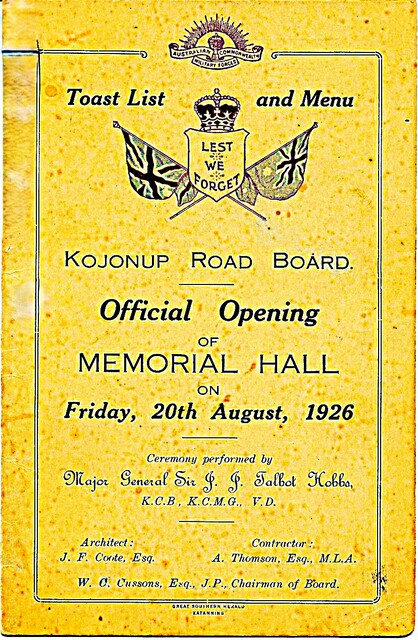 AUSTRALIAN COMMONWEALTH
MILITARY FORCES
Toast List and Menu
LEST
WE
FORGET
KOJONUP ROAD BOARD.
Official Opening
OF
MEMORIAL HALL
ON
Friday, 20th August, 1926
Ceremony performed by
Major General Sir J. J. Talbot Hobbs,
K.C.B., K.C.M.G., V.D.
Architect: Contractor:
J. F. Coote, Esq. A. Thomson, Esq., M.L.A.
W. C. Cussons, Esq., J.P., Chairman of Board.
GREAT SOUTHERN HERALD
KATANNING